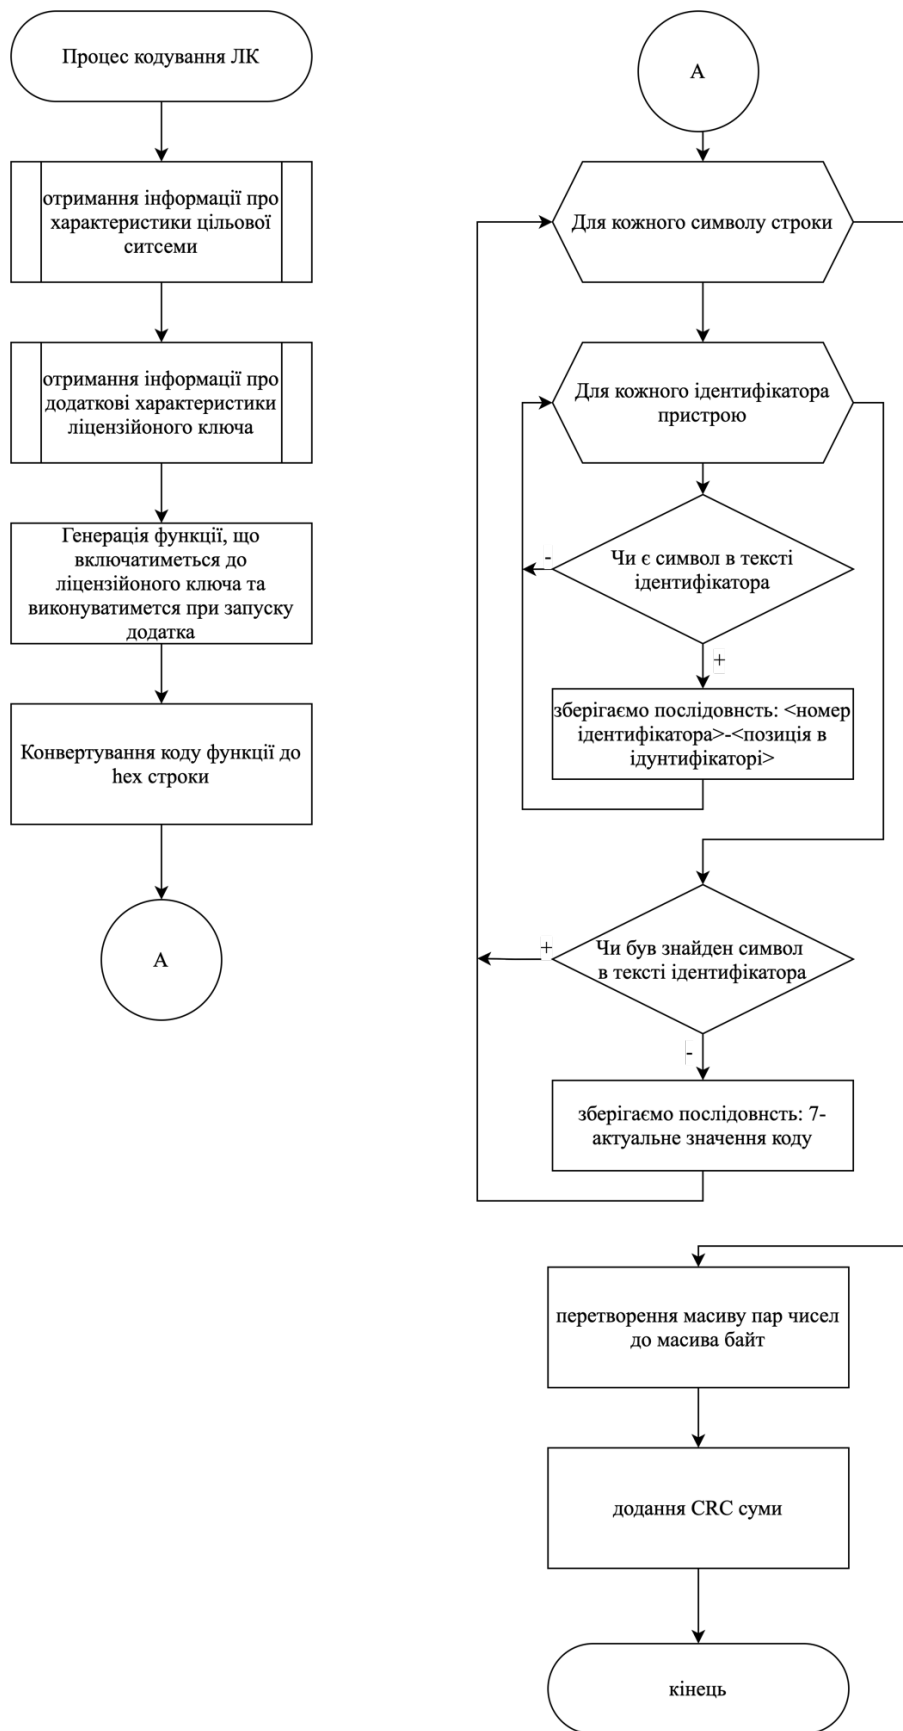 Процес кодування ЛК
отримання інформації про
характеристики цільової
ситсеми
отримання інформації про
додаткові характеристики
ліцензійоного ключа
Генерація функції, що
включатиметься до
ліцензійоного ключа та
виконуватимется при запуску
додатка
Конвертування коду функції до
hex строки
А
А
Для кожного символу строки
Для кожного ідентифікатора
пристрою
Чи є символ в тексті
ідентифікатора
-
+
зберігаємо послідовнсть: <номер
ідентифікатора>-<позиція в
ідунтифікаторі>
Чи був знайден символ
в тексті ідентифікатора
+
-
зберігаємо послідовнсть: 7-
актуальне значення коду
перетворення масиву пар чисел
до масива байт
додання CRC суми
кінець